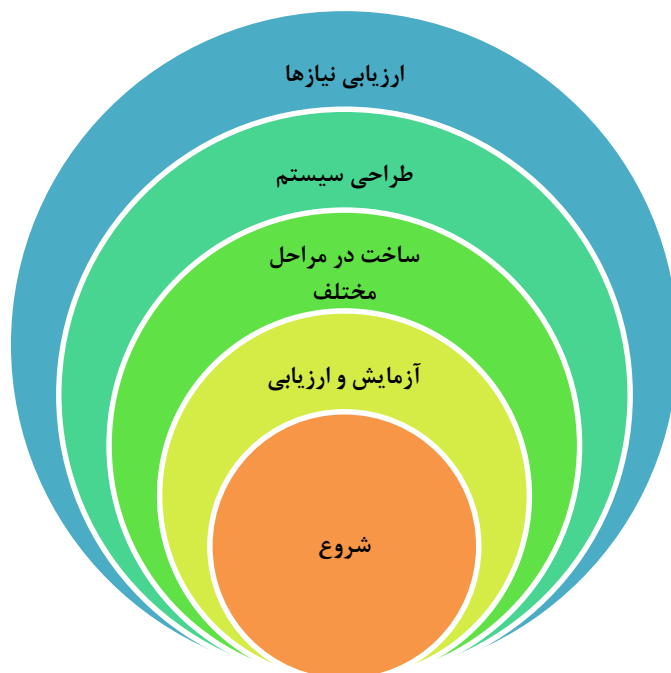 ارزیابی نیازها
طراحی سیستم
ساخت در مراحل
مختلف
آزمایش و ارزیابی
شروع